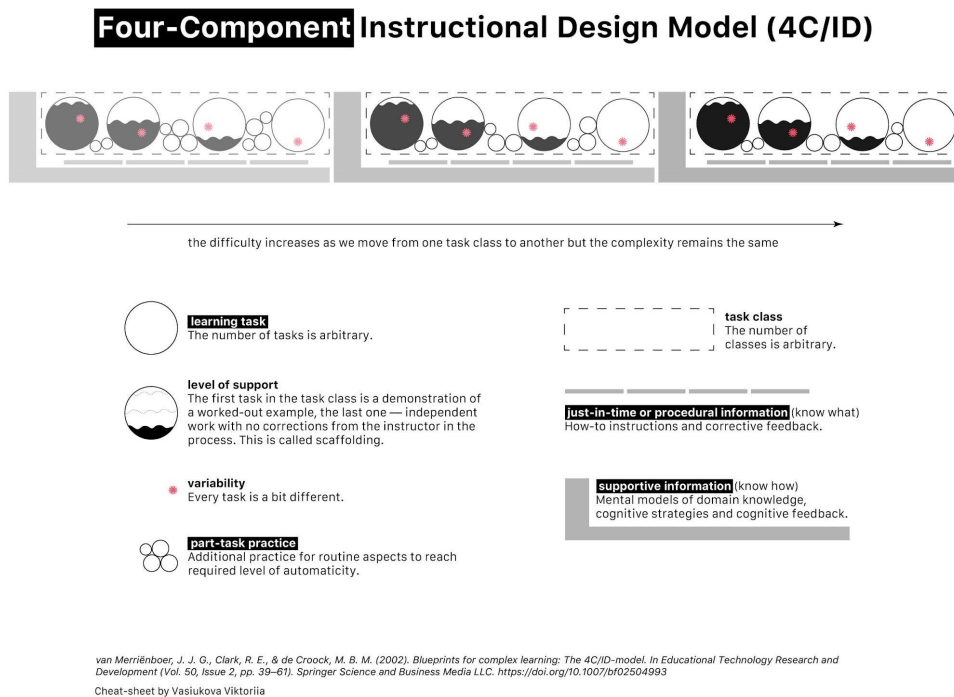 Four-Component Instructional Design Model (4C/ID)
the difficulty increases as we move from one task class to another but the complexity remains the same
learning task
The number of tasks is arbitrary.
level of support
The first task in the task class is a demonstration of
a worked-out example, the last one — independent
work with no corrections from the instructor in the
process. This is called scaffolding.
variability
Every task is a bit different.
part-task practice
Additional practice for routine aspects to reach
required level of automaticity.
task class
The number of
classes is arbitrary.
just-in-time or procedural information (know what)
How-to instructions and corrective feedback.
supportive information (know how)
Mental models of domain knowledge,
cognitive strategies and cognitive feedback.
van Merriënboer, J. J. G., Clark, R. E., & de Croock, M. B. M. (2002). Blueprints for complex learning: The 4C/ID-model. In Educational Technology Research and
Development (Vol. 50, Issue 2, pp. 39–61). Springer Science and Business Media LLC. https://doi.org/10.1007/bf02504993
Cheat-sheet by Vasiukova Viktoriia